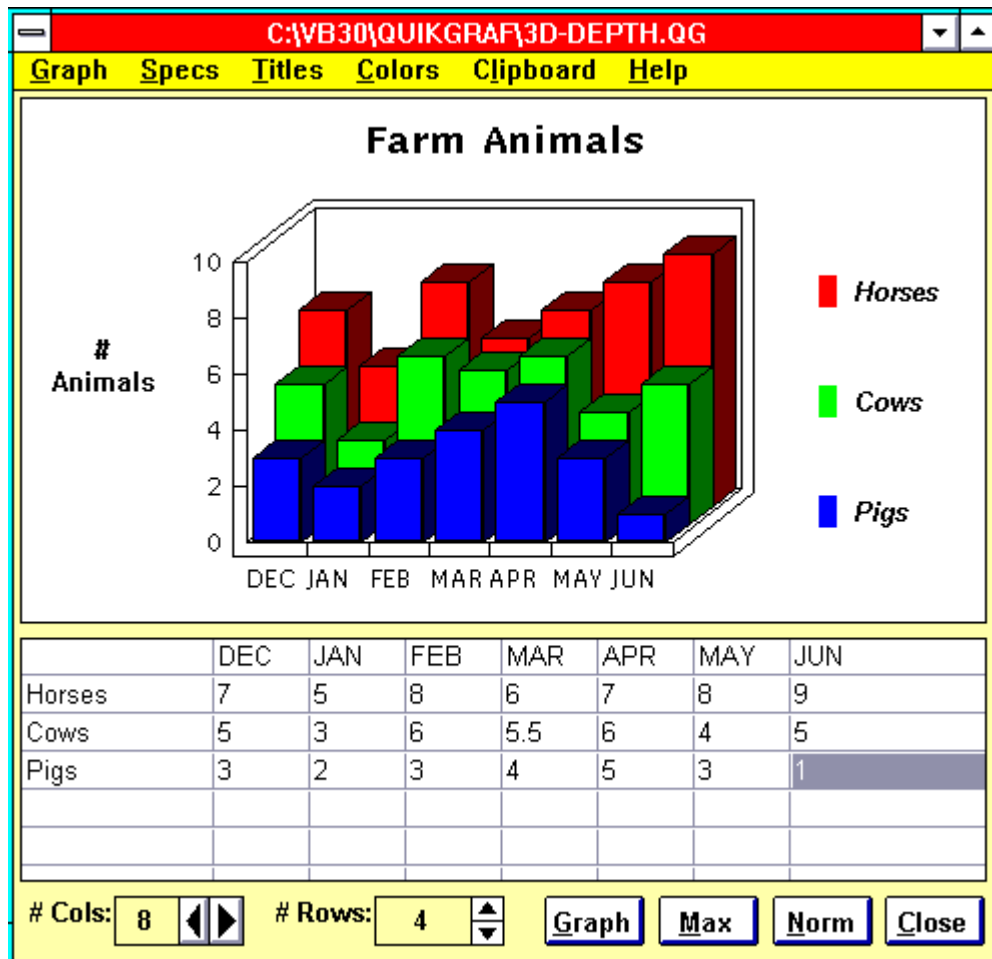 C:\VB30\QUIKGRAF\3D-DEPTH.QG
Graph Specs Titles Colors Clipboard Help
Farm Animals
10
8
6
4
2
0
#
Animals
DEC JAN FEB MAR APR MAY JUN
Horses
Cows
Pigs
DEC JAN FEB MAR APR MAY JUN
Horses 7 5 8 6 7 8 9
Cows 5 3 6 5.5 6 4 5
Pigs 3 2 3 4 5 3 1
# Cols: 8 # Rows: 4 Graph Max Norm Close